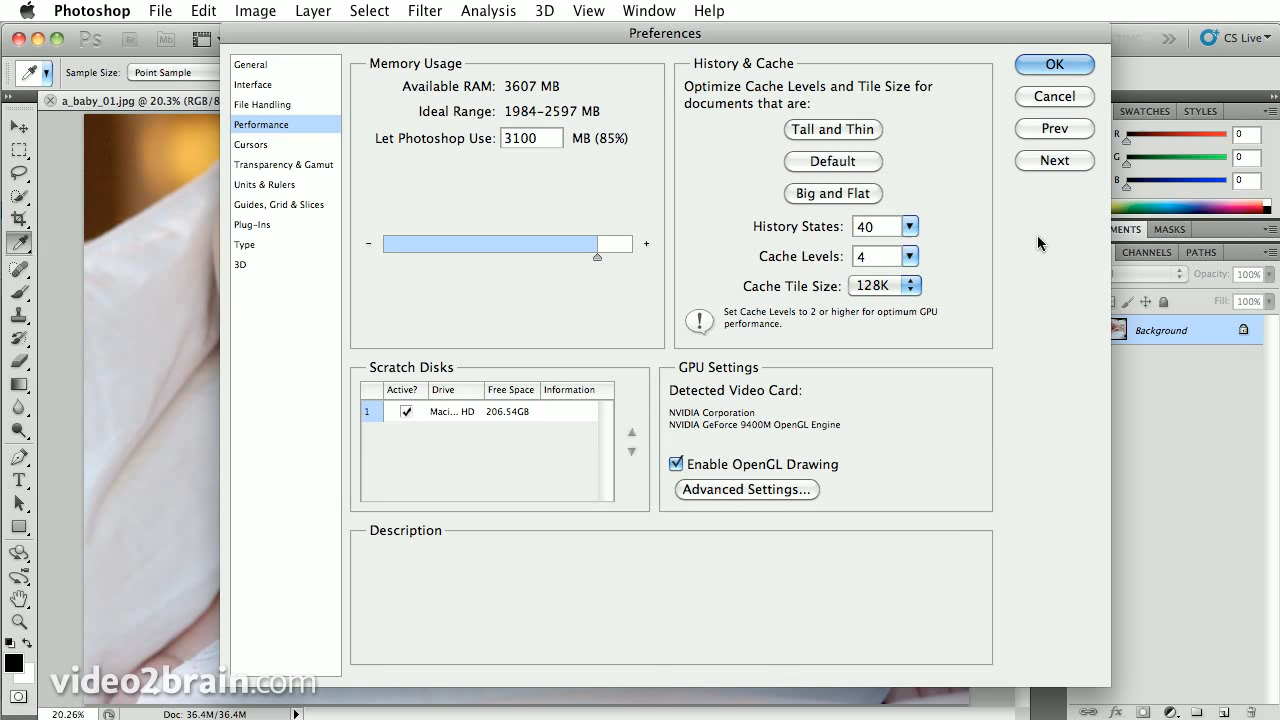 Photoshop File Edit Image Layer Select Filter Analysis 3D View Window Help
Preferences
Ps Br Mb
CS Live
Sample Size: Point Sample
a_baby_01.jpg @ 20.3% (RGB/8
General
Interface
File Handling
Performance
Cursors
Transparency & Gamut
Units & Rulers
Guides, Grid & Slices
Plug-Ins
Type
3D
Memory Usage
Available RAM: 3607 MB
Ideal Range: 1984-2597 MB
Let Photoshop Use: 3100 MB (85%)
- +
History & Cache
Optimize Cache Levels and Tile Size for
documents that are:
Tall and Thin
Default
Big and Flat
History States: 40
Cache Levels: 4
Cache Tile Size: 128K
Set Cache Levels to 2 or higher for optimum GPU
performance.
OK
Cancel
Prev
Next
Scratch Disks
Active? Drive Free Space Information
1 Maci... HD 206.54GB
GPU Settings
Detected Video Card:
NVIDIA Corporation
NVIDIA GeForce 9400M OpenGL Engine
Enable OpenGL Drawing
Advanced Settings...
Description
SWATCHES STYLES
R 0
G 0
B 0
MENTS MASKS
CHANNELS PATHS
Opacity: 100%
Fill: 100%
Background
video2brain.com
20.26% Doc: 36.4M/36.4M
fx